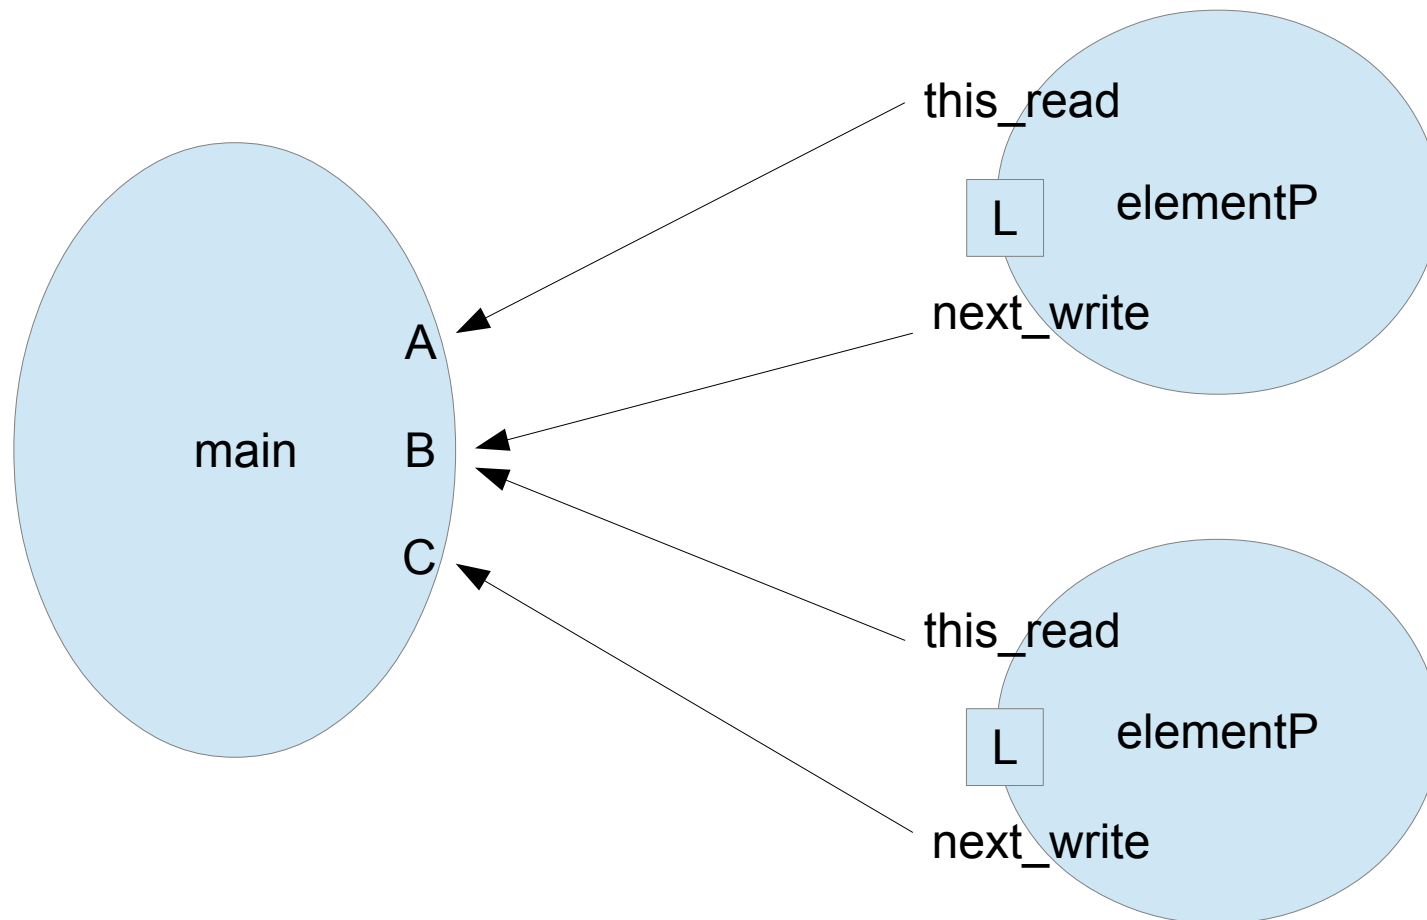 this_read
elementP
L
next_write
A
main
B
C
this_read
elementP
L
next_write